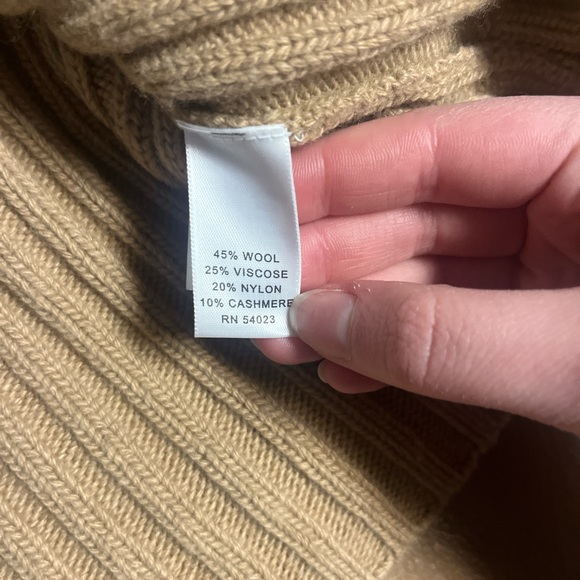 45% WOOL
25% VISCOSE
20% NYLON
10% CASHMERE
RN 54023